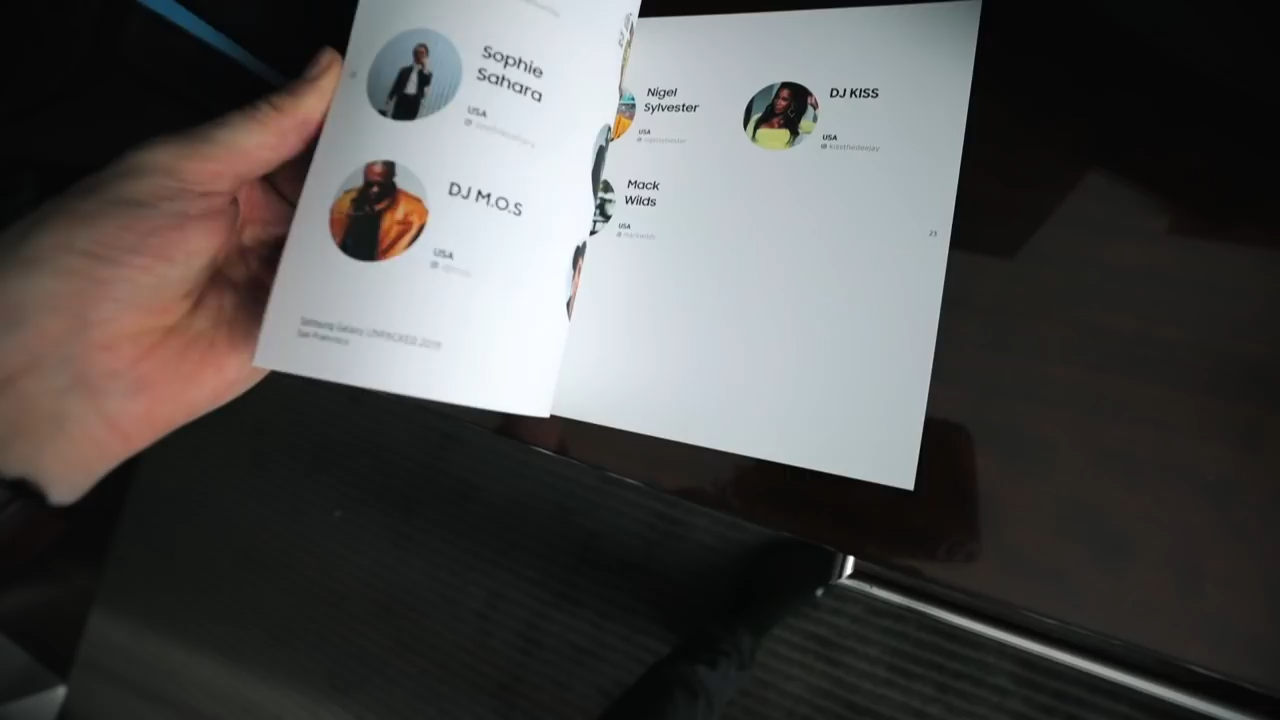 Sophie
Sahara
USA
DJ M.O.S
USA
Samsung Galaxy UNPACKED 2019
San Francisco
Nigel
Sylvester
USA
Mack
Wilds
USA
DJ KISS
USA
kissthedeejay
21